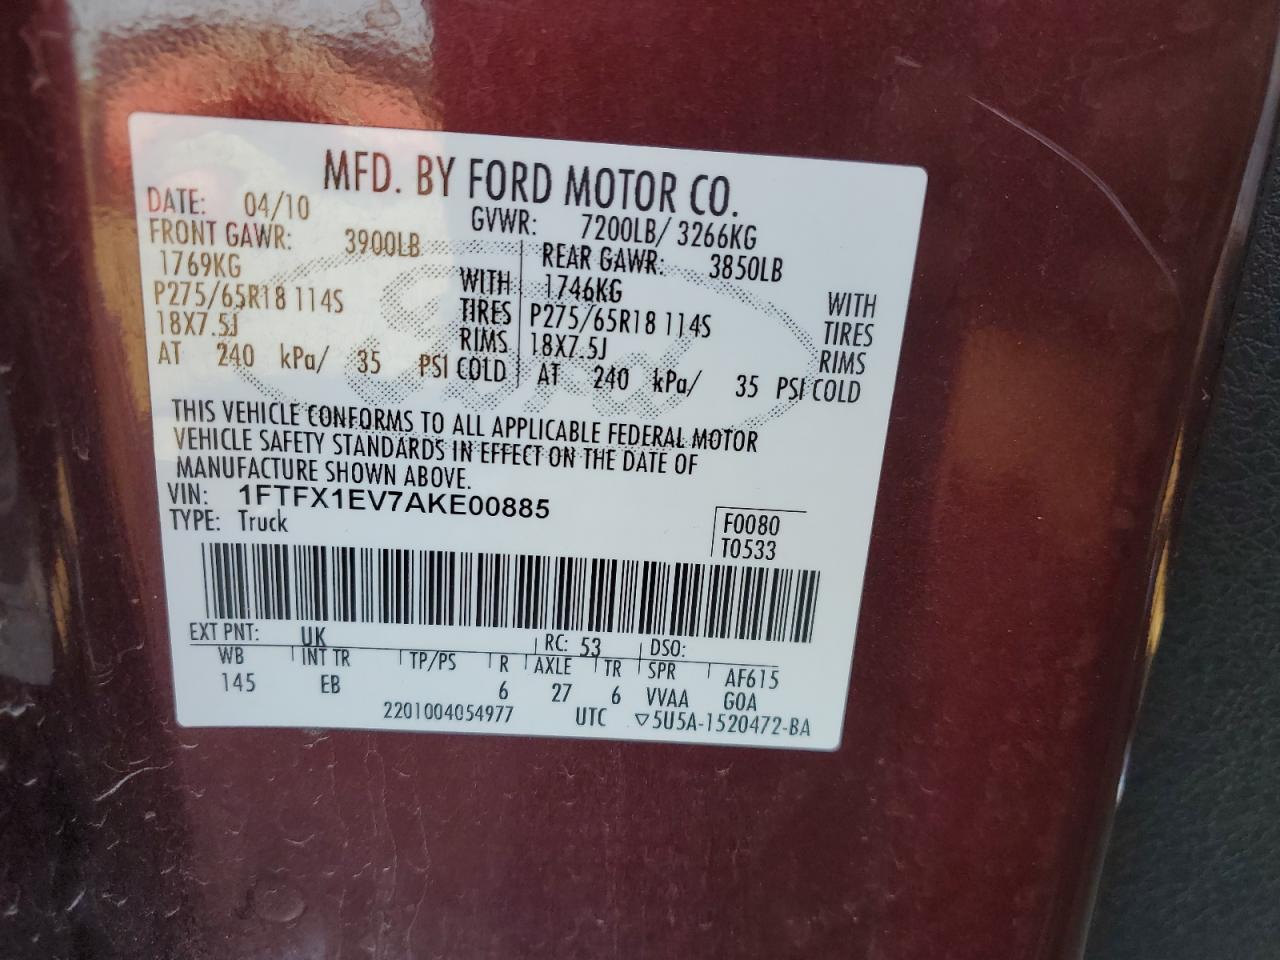 MFD. BY FORD MOTOR CO.
DATE: 04/10 GVWR: 7200LB/ 3266KG
FRONT GAWR: 3900LB REAR GAWR: 3850LB
1769KG WITH 1746KG WITH
P275/65R18 114S TIRES P275/65R18 114S TIRES
18X7.5J RIMS 18X7.5J RIMS
AT 240 kPa/ 35 PSI COLD AT 240 kPa/ 35 PSI COLD
THIS VEHICLE CONFORMS TO ALL APPLICABLE FEDERAL MOTOR
VEHICLE SAFETY STANDARDS IN EFFECT ON THE DATE OF
MANUFACTURE SHOWN ABOVE.
VIN: 1FTFX1EV7AKE00885
TYPE: Truck F0080
T0533
EXT PNT: UK RC: 53 DSO:
WB INT TR TP/PS R AXLE TR SPR AF615
145 EB 6 27 6 VVAA G0A
2201004054977 UTC ▽5U5A-1520472-BA